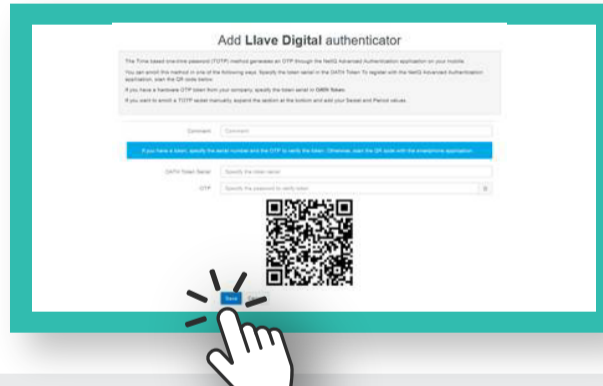 Add Llave Digital authenticator
The Time based one-time password (TOTP) method generates an OTP through the NetIQ Advanced Authentication application on your mobile.
You can enroll this method in one of the following ways. Specify the token serial in the OATH Token To register with the NetIQ Advanced Authentication
application, scan the QR code below.
If you have a hardware OTP token from your company, specify the token serial in OATH Token.
If you want to enroll a TOTP secret manually, expand the section at the bottom and add your Secret and Period values.
Comment Comment
If you have a token, specify the serial number and the OTP to verify the token. Otherwise, scan the QR code with the smartphone application.
OATH Token Serial Specify the token serial
OTP Specify the password to verify token
Save